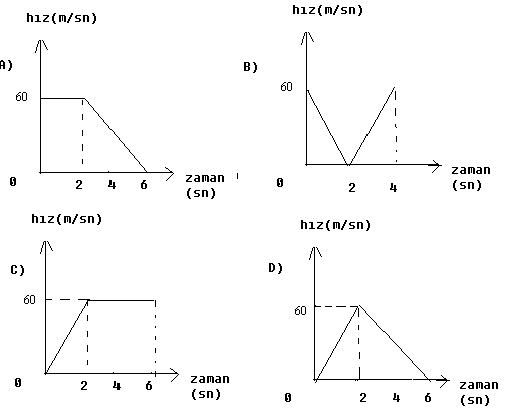 hız(m/sn)
A)
60
0 2 4 6
zaman
(sn)
hız(m/sn)
B)
60
0 2 4
zaman
(sn)
hız(m/sn)
C)
60
0 2 4 6
zaman
(sn)
hız(m/sn)
D)
60
0 2 4 6
zaman
(sn)